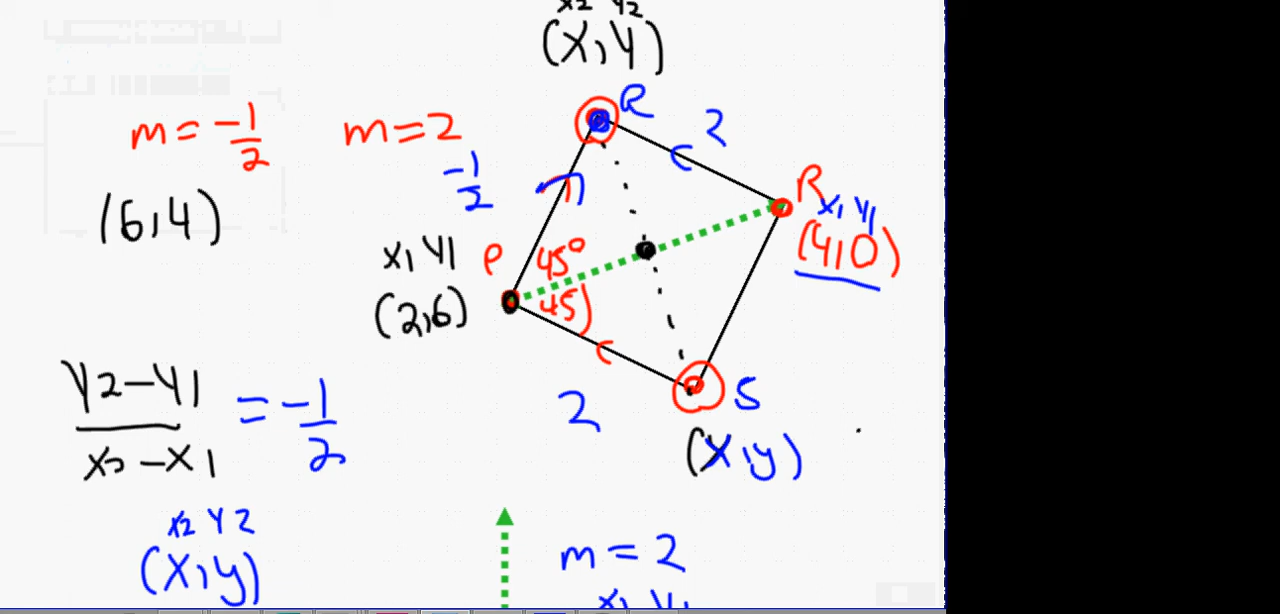 x2 y2
(x,y)
R
2
m = -1/2
m = 2
-1/2
(6,4)
R
x1 y1
(4,0)
x1 y1
P
45°
45
(2,6)
y2-y1
x2-x1
= -1/2
2
S
(x,y)
x2 y2
(x,y)
m = 2
x1 y1